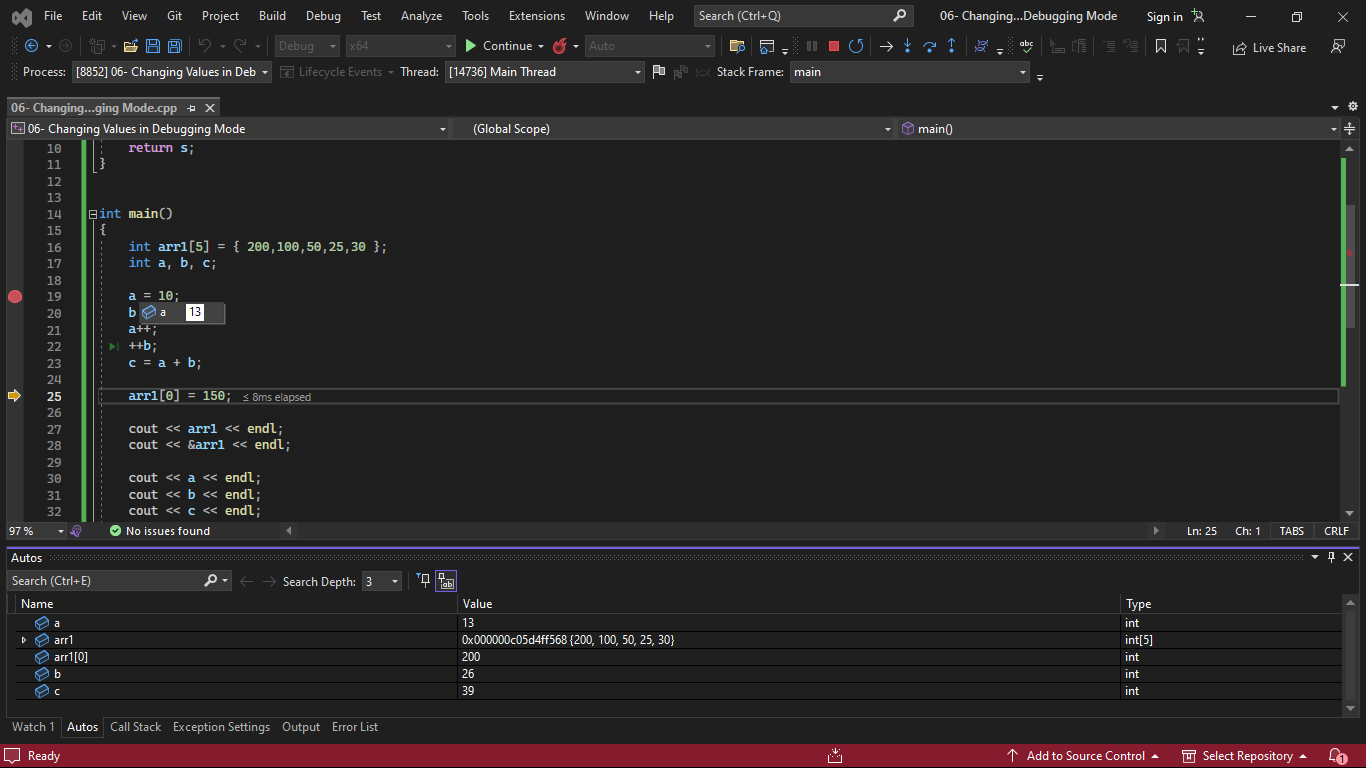 File Edit View Git Project Build Debug Test Analyze Tools Extensions Window Help Search (Ctrl+Q) 06- Changing...Debugging Mode Sign in
Debug x64 Continue Auto Live Share
Process: [8852] 06- Changing Values in Deb Lifecycle Events Thread: [14736] Main Thread Stack Frame: main
06- Changing...ging Mode.cpp
06- Changing Values in Debugging Mode (Global Scope) main()
10 return s;
11 }
12
13
14 int main()
15 {
16 int arr1[5] = { 200,100,50,25,30 };
17 int a, b, c;
18
19 a = 10;
20 b a 13
21 a++;
22 ++b;
23 c = a + b;
24
25 arr1[0] = 150; ≤ 8ms elapsed
26
27 cout << arr1 << endl;
28 cout << &arr1 << endl;
29
30 cout << a << endl;
31 cout << b << endl;
32 cout << c << endl;
97 % No issues found Ln: 25 Ch: 1 TABS CRLF
Autos
Search (Ctrl+E) Search Depth: 3
Name Value Type
a 13 int
arr1 0x000000c05d4ff568 {200, 100, 50, 25, 30} int[5]
arr1[0] 200 int
b 26 int
c 39 int
Watch 1 Autos Call Stack Exception Settings Output Error List
Ready Add to Source Control Select Repository 1